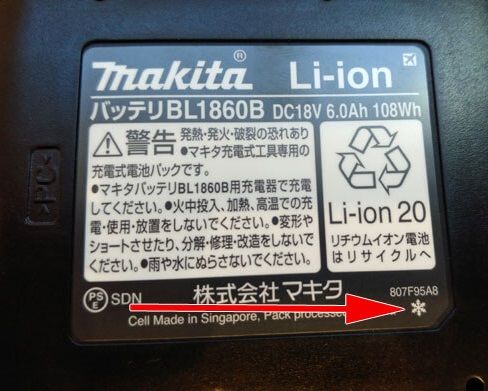 makita® Li-ion
バッテリBL1860B DC18V 6.0Ah 108Wh
警告 発熱・発火・破裂の恐れあり
●マキタ充電式工具専用の
充電式電池パックです。
●マキタバッテリBL1860B用充電器で充電
してください。●火中投入、加熱、高温での充
電・使用・放置をしないでください。●変形や
ショートさせたり、分解・修理・改造をしないで
ください。●雨や水にぬらさないでください。
Li-ion 20
リチウムイオン電池
はリサイクルへ
PSE SDN 株式会社マキタ 807F95A8
Cell Made in Singapore, Pack processed
>PC<